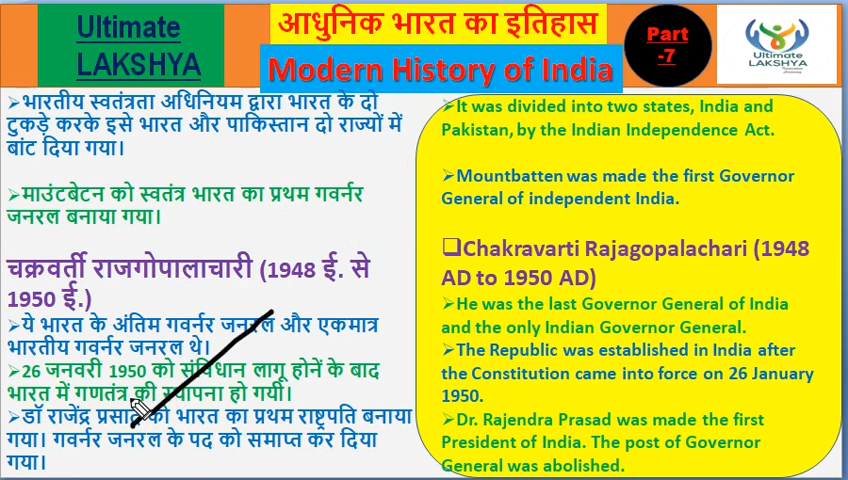 Ultimate
LAKSHYA
आधुनिक भारत का इतिहास
Modern History of India
Part
-7
Ultimate
LAKSHYA
➢भारतीय स्वतंत्रता अधिनियम द्वारा भारत के दो
टुकड़े करके इसे भारत और पाकिस्तान दो राज्यों में
बांट दिया गया।
➢माउंटबेटन को स्वतंत्र भारत का प्रथम गवर्नर
जनरल बनाया गया।
चक्रवर्ती राजगोपालाचारी (1948 ई. से
1950 ई.)
➢ये भारत के अंतिम गवर्नर जनरल और एकमात्र
भारतीय गवर्नर जनरल थे।
➢26 जनवरी 1950 को संविधान लागू होनें के बाद
भारत में गणतंत्र की स्थापना हो गयी।
➢डॉ राजेंद्र प्रसाद को भारत का प्रथम राष्ट्रपति बनाया
गया। गवर्नर जनरल के पद को समाप्त कर दिया
गया।
➢It was divided into two states, India and
Pakistan, by the Indian Independence Act.
➢Mountbatten was made the first Governor
General of independent India.
❑Chakravarti Rajagopalachari (1948
AD to 1950 AD)
➢He was the last Governor General of India
and the only Indian Governor General.
➢The Republic was established in India after
the Constitution came into force on 26 January
1950.
➢Dr. Rajendra Prasad was made the first
President of India. The post of Governor
General was abolished.